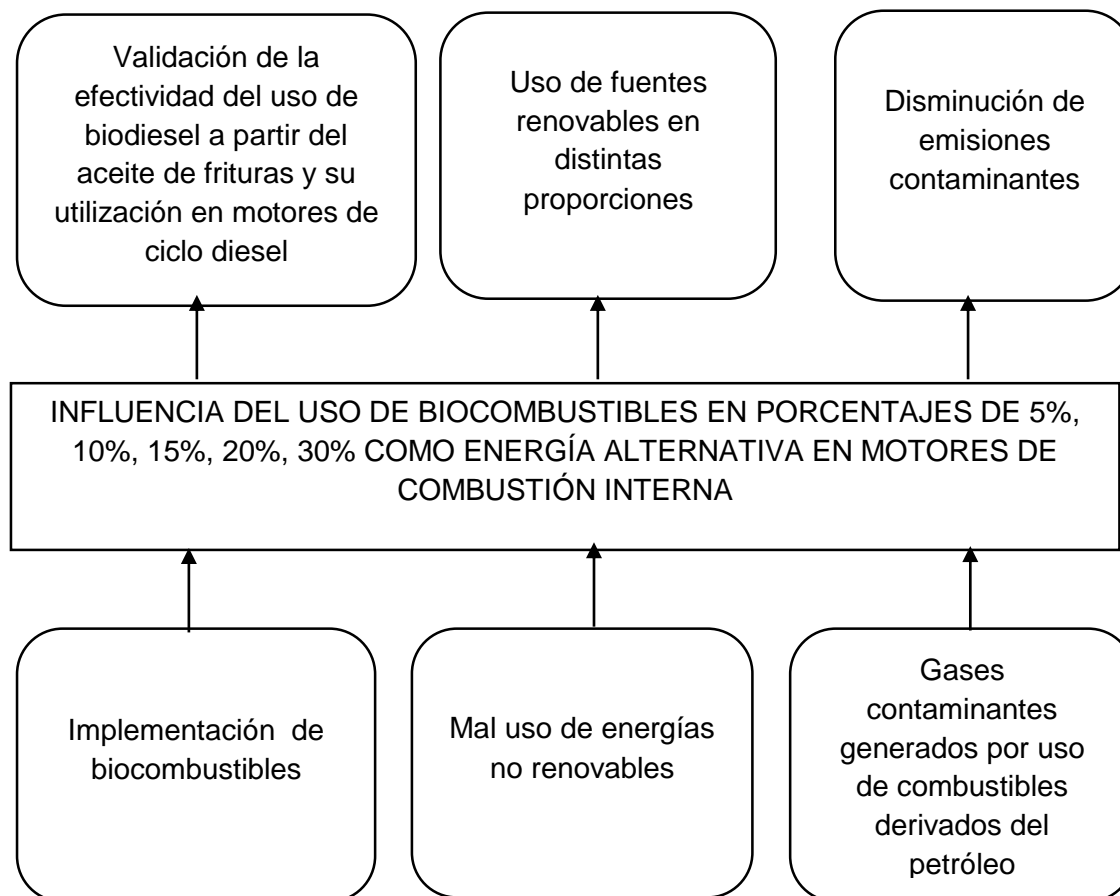 Validación de la
efectividad del uso de
biodiesel a partir del
aceite de frituras y su
utilización en motores de
ciclo diesel
Uso de fuentes
renovables en
distintas
proporciones
Disminución de
emisiones
contaminantes
INFLUENCIA DEL USO DE BIOCOMBUSTIBLES EN PORCENTAJES DE 5%,
10%, 15%, 20%, 30% COMO ENERGÍA ALTERNATIVA EN MOTORES DE
COMBUSTIÓN INTERNA
Implementación de
biocombustibles
Mal uso de energías
no renovables
Gases
contaminantes
generados por uso
de combustibles
derivados del
petróleo